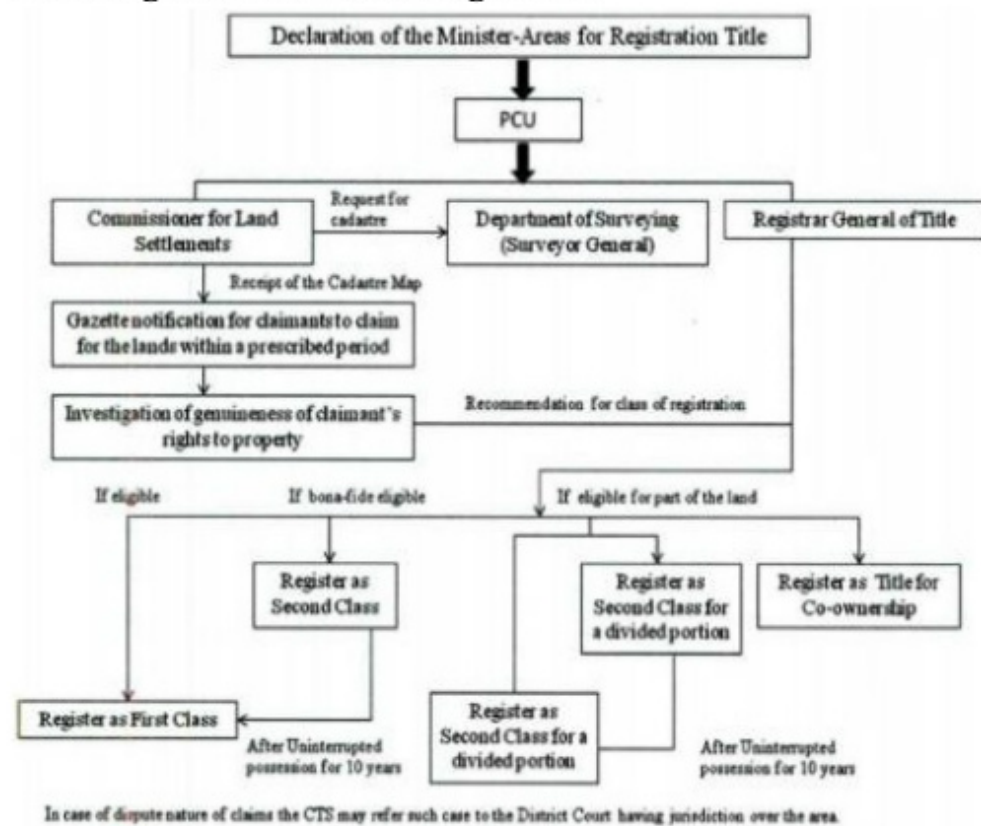 Declaration of the Minister-Areas for Registration Title
PCU
Commissioner for Land
Settlements
Request for
cadastre
Department of Surveying
(Surveyor General)
Registrar General of Title
Receipt of the Cadastre Map
Gazette notification for claimants to claim
for the lands within a prescribed period
Investigation of genuineness of claimant's
rights to property
Recommendation for class of registration
If eligible
If bona-fide eligible
If eligible for part of the land
Register as
Second Class
Register as
Second Class for
a divided portion
Register as Title for
Co-ownership
Register as First Class
Register as
Second Class for a
divided portion
After Uninterrupted
possession for 10 years
After Uninterrupted
possession for 10 years
In case of dispute nature of claims the CTS may refer such case to the District Court having jurisdiction over the area.